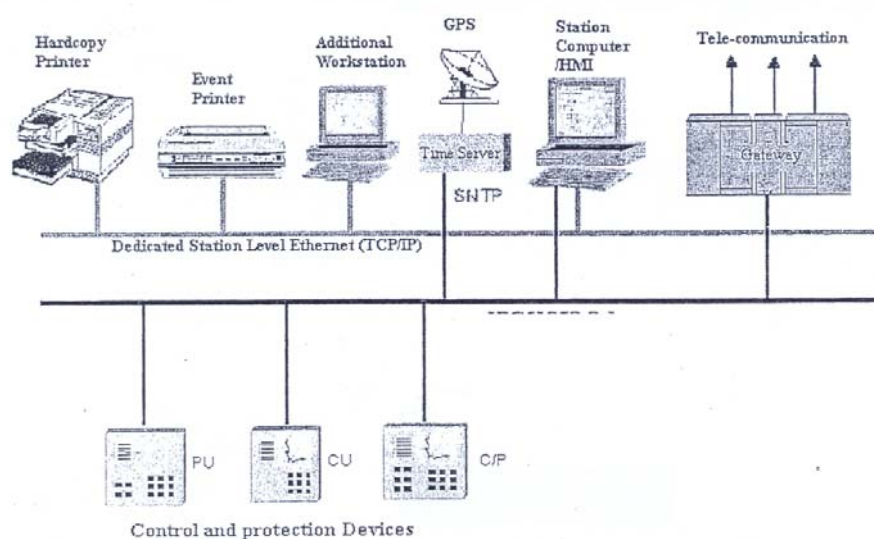 Hardcopy
Printer
Event
Printer
Additional
Workstation
GPS
Time Server
SNTP
Station
Computer
/HMI
Tele-communication
Gateway
Dedicated Station Level Ethernet (TCP/IP)
PU
CU
C/P
Control and protection Devices